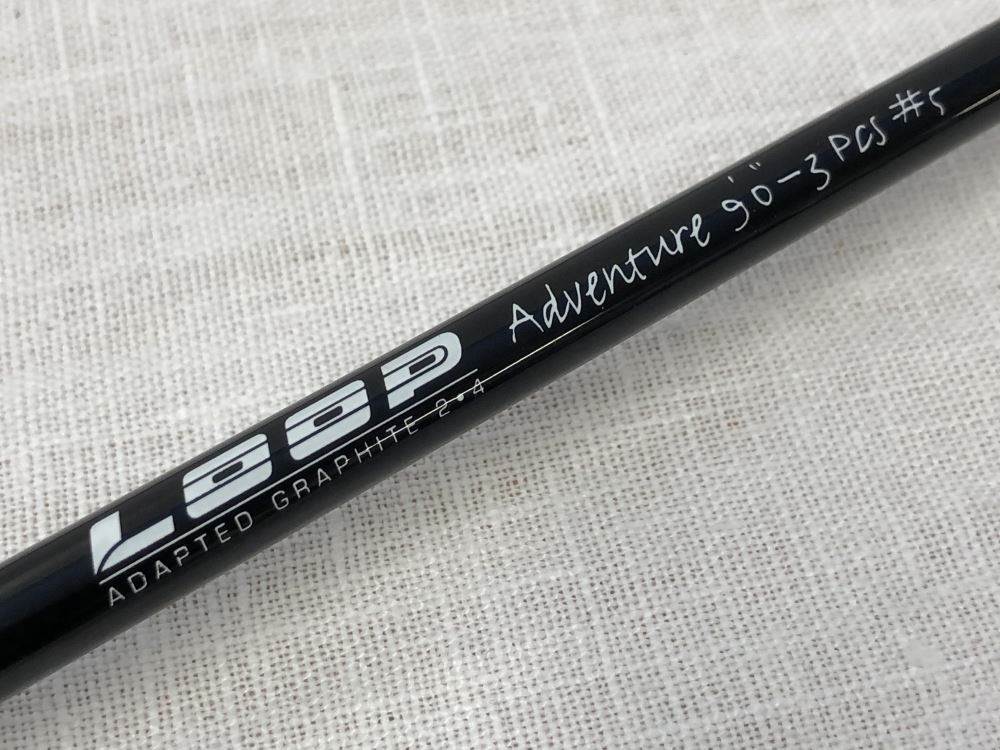 LOOP
ADAPTED GRAPHITE 2•4
Adventure 9'0"-3 Pcs #5